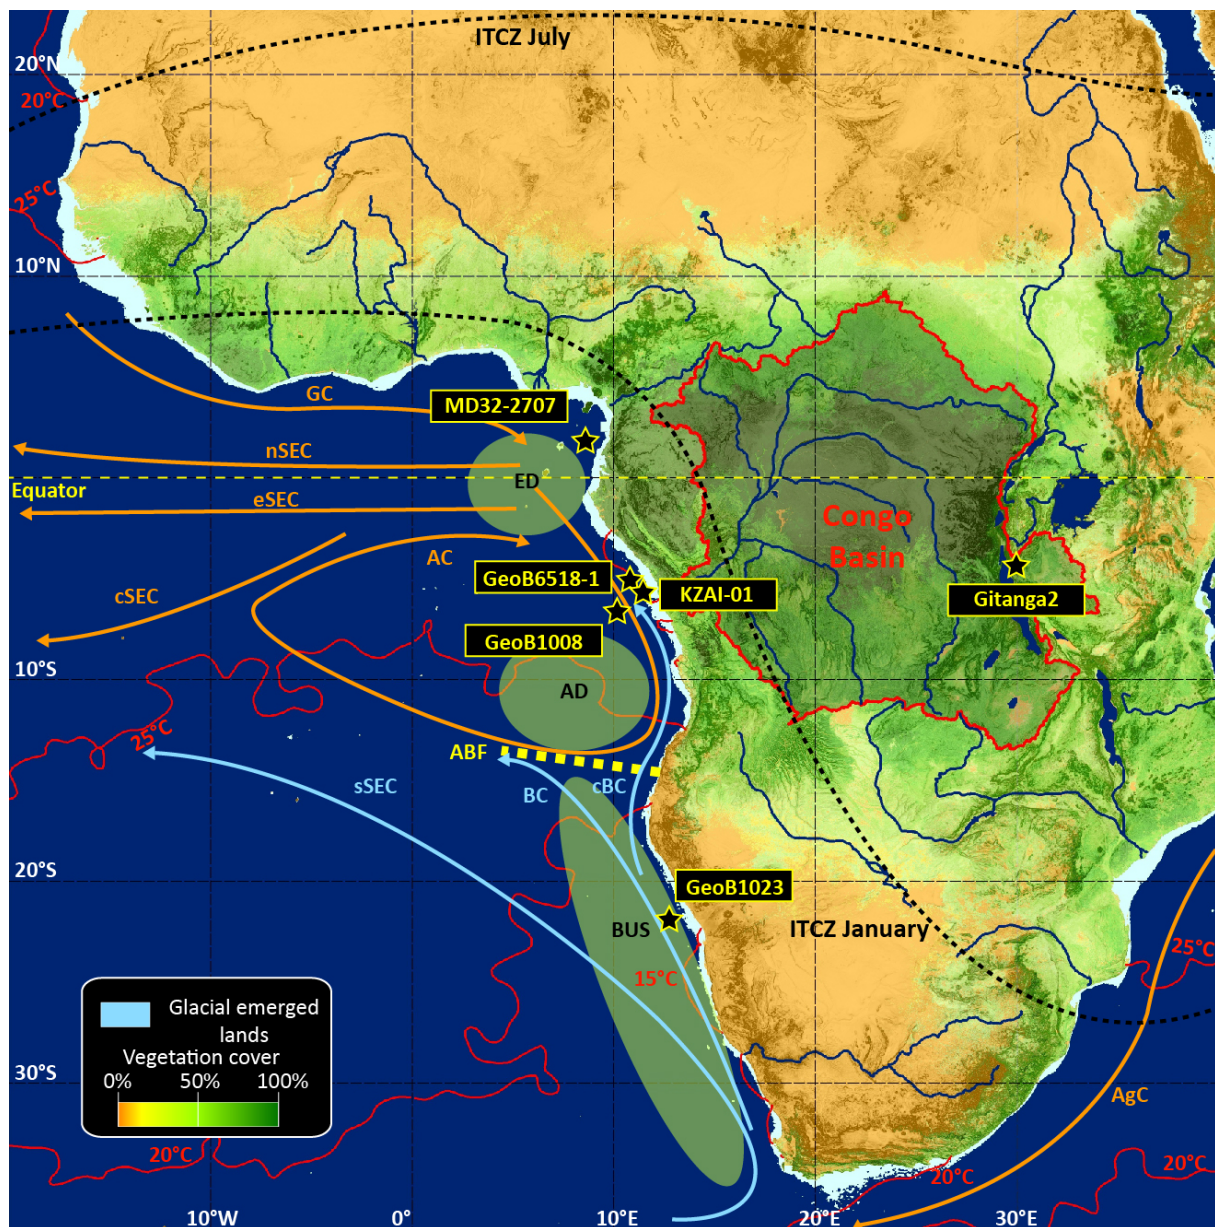 ITCZ July
20°N
20°C
25°C
10°N
GC
MD32-2707
nSEC
ED
Equator
eSEC
AC
Congo
Basin
GeoB6518-1
KZAI-01
cSEC
Gitanga2
GeoB1008
10°S
AD
25°C
ABF
sSEC
BC
cBC
20°S
GeoB1023
BUS
ITCZ January
25°C
15°C
Glacial emerged
lands
Vegetation cover
0% 50% 100%
30°S
AgC
20°C
20°C
20°C
10°W 0° 10°E 20°E 30°E